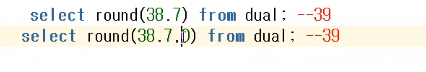 select round(38.7) from dual; --39
select round(38.7,0) from dual; --39